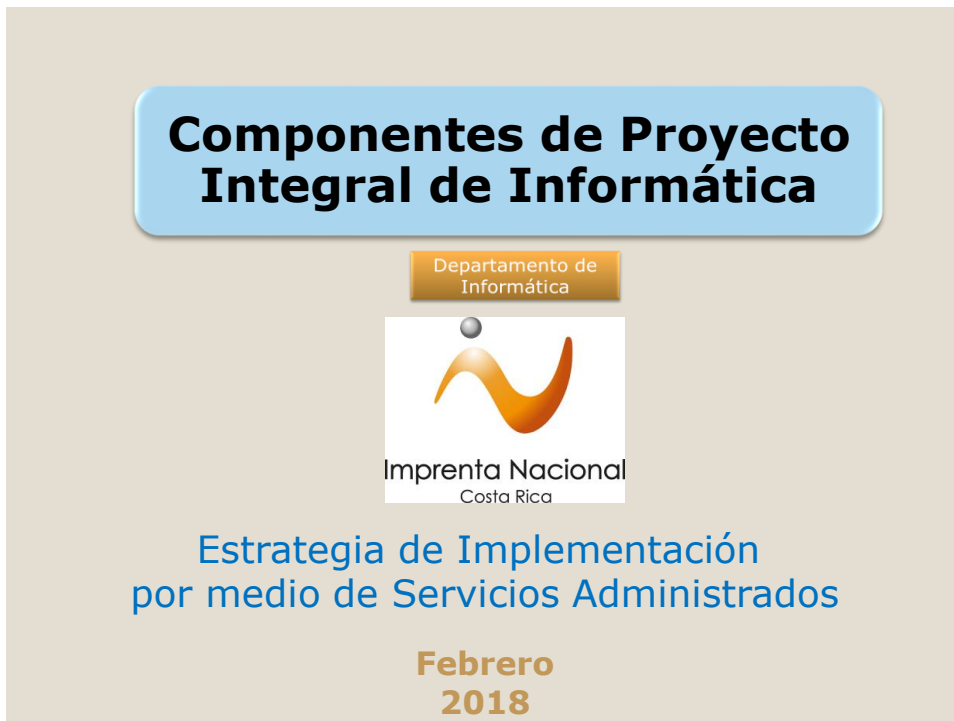 Componentes de Proyecto
Integral de Informática
Departamento de
Informática
Imprenta Nacional
Costa Rica
Estrategia de Implementación
por medio de Servicios Administrados
Febrero
2018